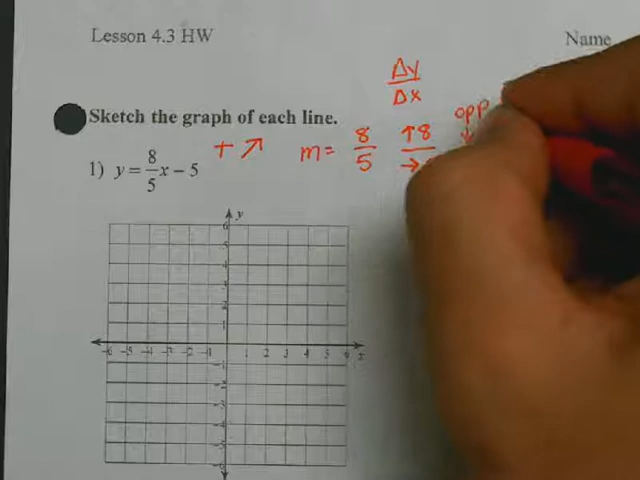 Lesson 4.3 HW
Name
Sketch the graph of each line.
1) y = 8/5 x − 5
+ ↗
m = 8/5
Δy
Δx
↑8
→
opp
↓
y
6
5
4
3
2
1
-6 -5 -4 -3 -2 -1 1 2 3 4 5 6 x
-1
-2
-3
-4
-5
-6